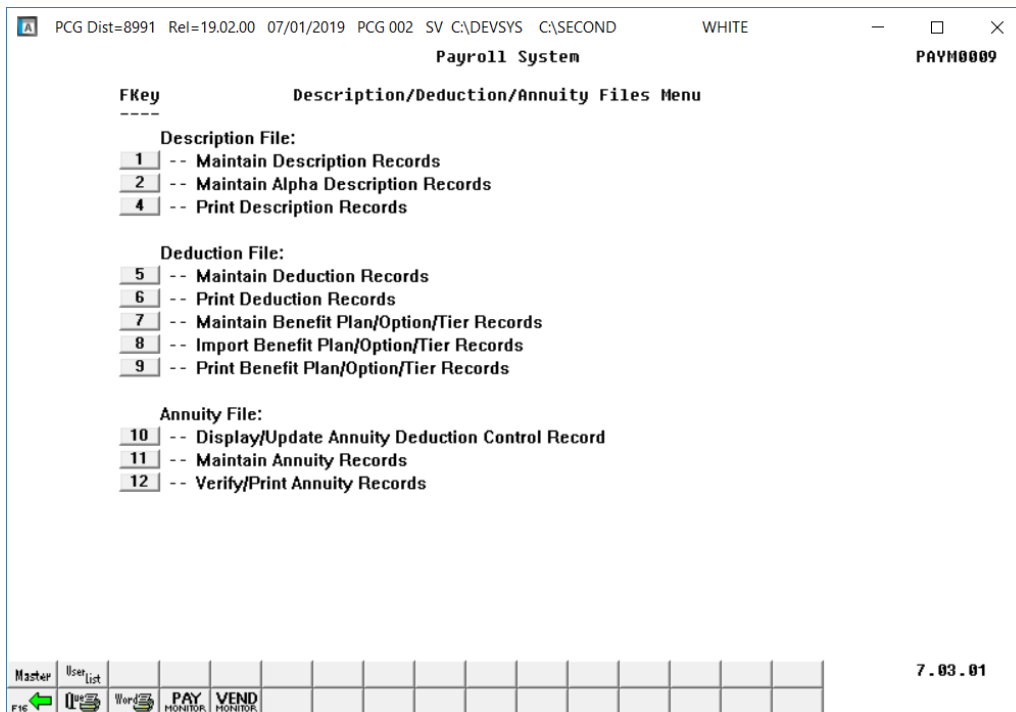 A PCG Dist=8991 Rel=19.02.00 07/01/2019 PCG 002 SV C:\DEVSYS C:\SECOND WHITE
Payroll System PAYM0009
FKey Description/Deduction/Annuity Files Menu
----
Description File:
1 -- Maintain Description Records
2 -- Maintain Alpha Description Records
4 -- Print Description Records
Deduction File:
5 -- Maintain Deduction Records
6 -- Print Deduction Records
7 -- Maintain Benefit Plan/Option/Tier Records
8 -- Import Benefit Plan/Option/Tier Records
9 -- Print Benefit Plan/Option/Tier Records
Annuity File:
10 -- Display/Update Annuity Deduction Control Record
11 -- Maintain Annuity Records
12 -- Verify/Print Annuity Records
Master User List 7.03.01
F16 Que Word PAY MONITOR VEND MONITOR